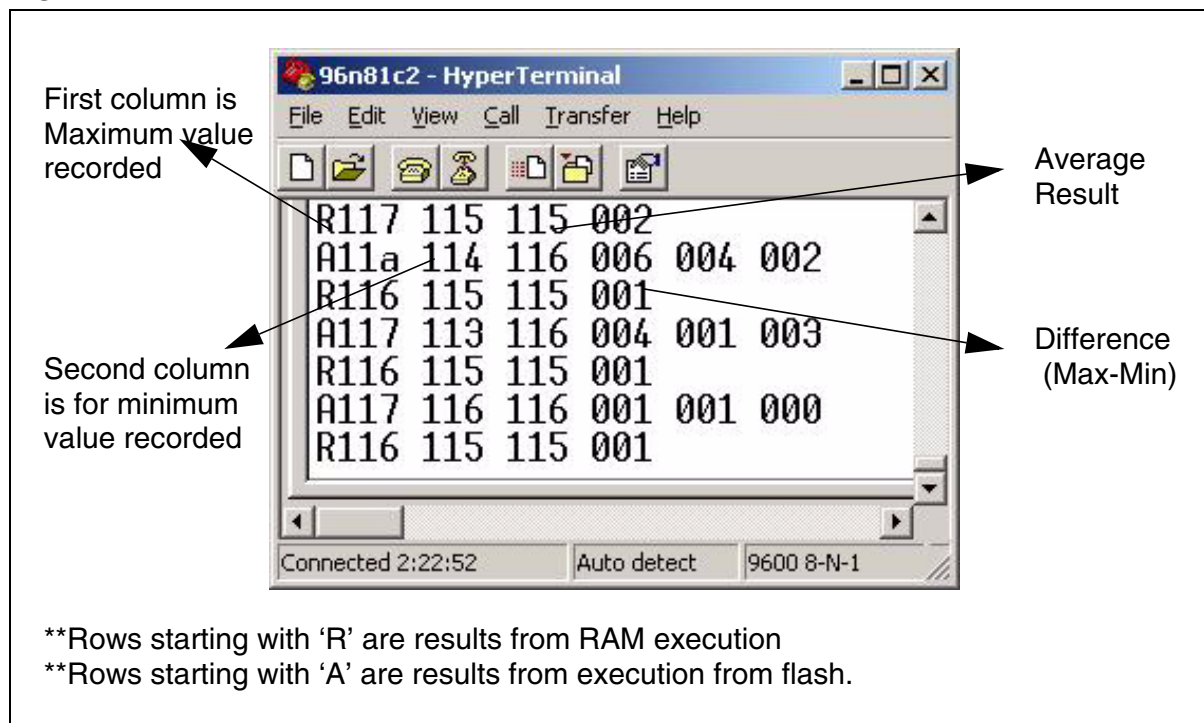 First column is
Maximum value
recorded
96n81c2 - HyperTerminal
File Edit View Call Transfer Help
R117 115 115 002
A11a 114 116 006 004 002
R116 115 115 001
A117 113 116 004 001 003
R116 115 115 001
A117 116 116 001 001 000
R116 115 115 001
Connected 2:22:52 Auto detect 9600 8-N-1
Average
Result
Second column
is for minimum
value recorded
Difference
(Max-Min)
**Rows starting with ‘R’ are results from RAM execution
**Rows starting with ‘A’ are results from execution from flash.